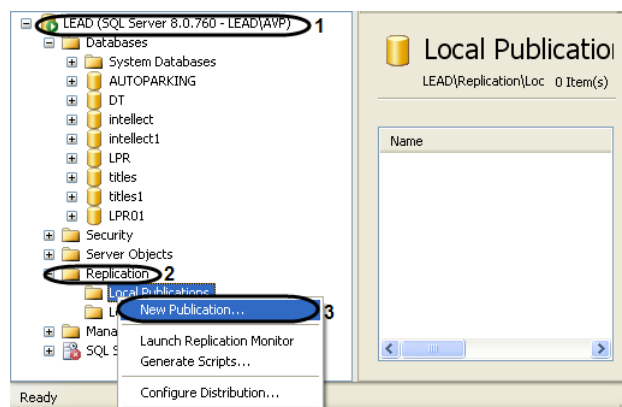 LEAD (SQL Server 8.0.760 - LEAD\AVP) 1
Databases
System Databases
AUTOPARKING
DT
intellect
intellect1
LPR
titles
titles1
LPR01
Security
Server Objects
Replication 2
Local Publications
New Publication... 3
Launch Replication Monitor
Generate Scripts...
Configure Distribution...
Ready
Local Publication
LEAD\Replication\Loc 0 Item(s)
Name